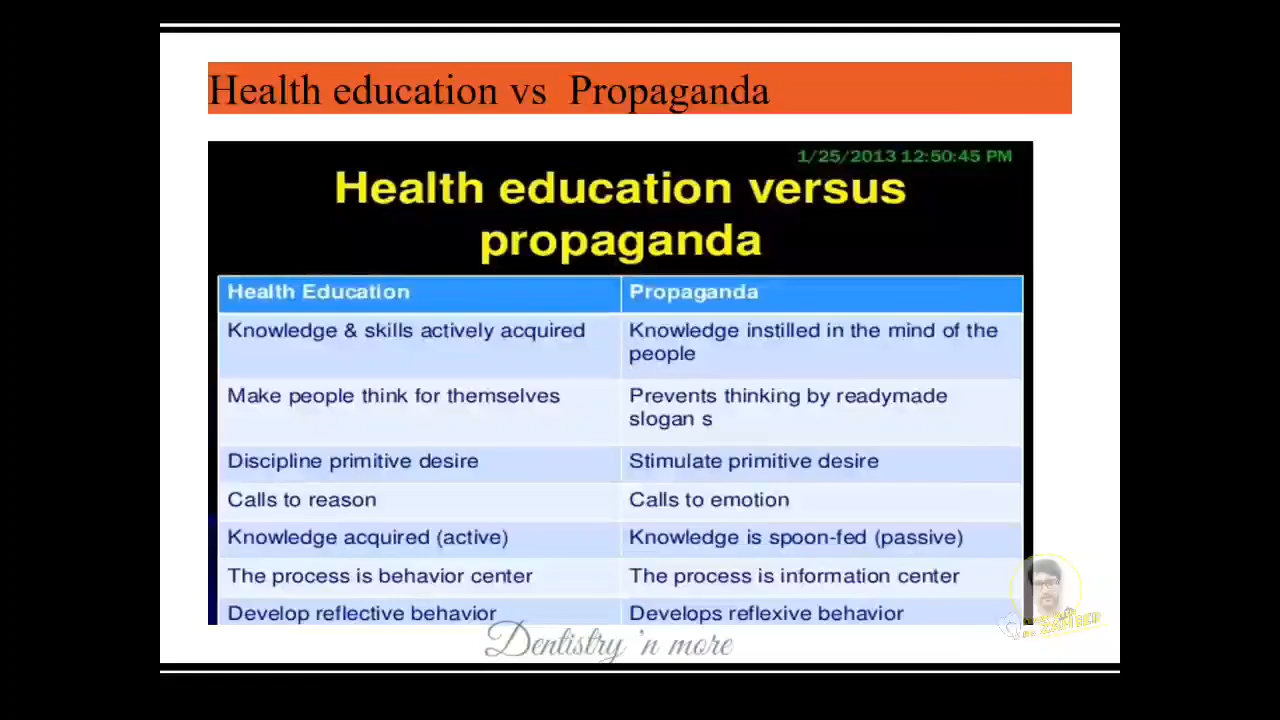 Health education vs  Propaganda
1/25/2013 12:50:45 PM
Health education versus
propaganda
Health Education
Propaganda
Knowledge & skills actively acquired
Knowledge instilled in the mind of the
people
Make people think for themselves
Prevents thinking by readymade
slogan s
Discipline primitive desire
Stimulate primitive desire
Calls to reason
Calls to emotion
Knowledge acquired (active)
Knowledge is spoon-fed (passive)
The process is behavior center
The process is information center
Develop reflective behavior
Develops reflexive behavior
Dentistry 'n more